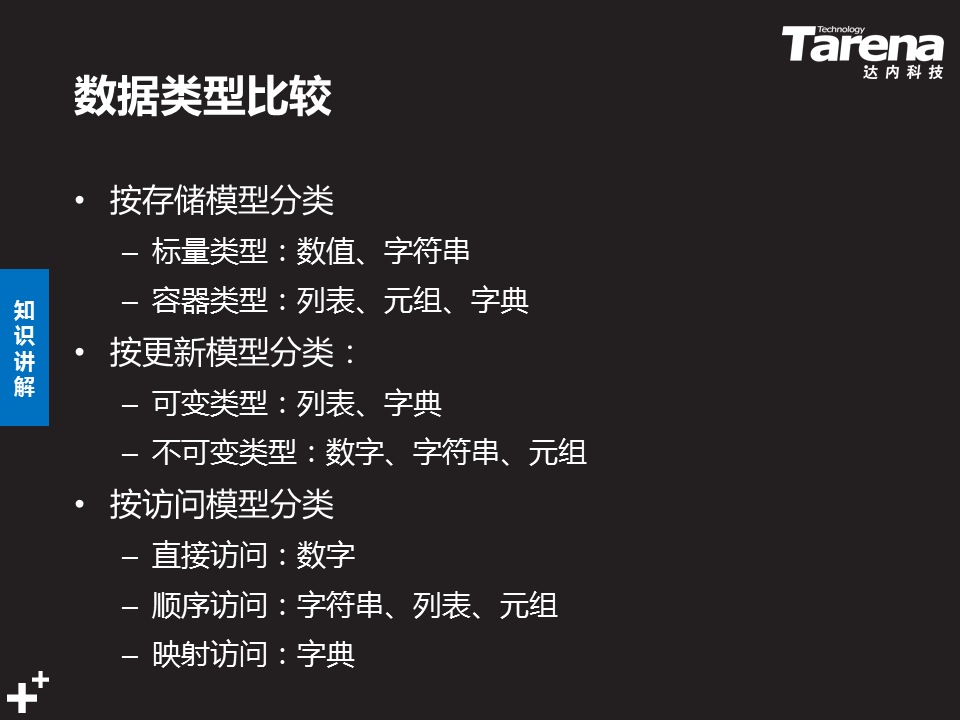 Technology
Tarena
达内科技
数据类型比较
• 按存储模型分类
– 标量类型：数值、字符串
– 容器类型：列表、元组、字典
• 按更新模型分类：
– 可变类型：列表、字典
– 不可变类型：数字、字符串、元组
• 按访问模型分类
– 直接访问：数字
– 顺序访问：字符串、列表、元组
– 映射访问：字典
知识讲解